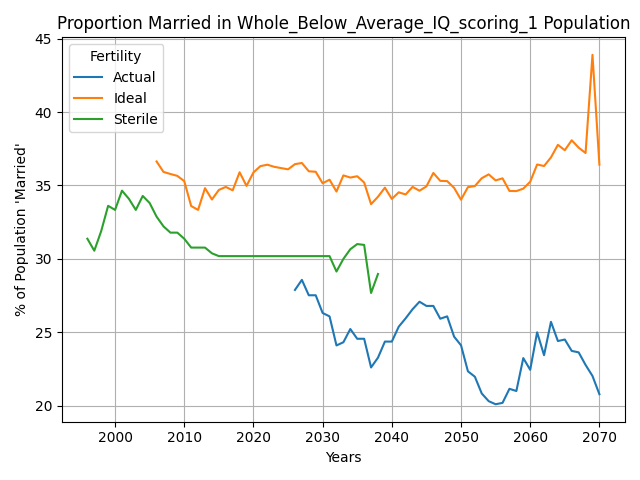 Proportion Married in Whole_Below_Average_IQ_scoring_1 Population
Fertility
Actual
Ideal
Sterile
% of Population 'Married'
45
40
35
30
25
20
2000
2010
2020
2030
2040
2050
2060
2070
Years